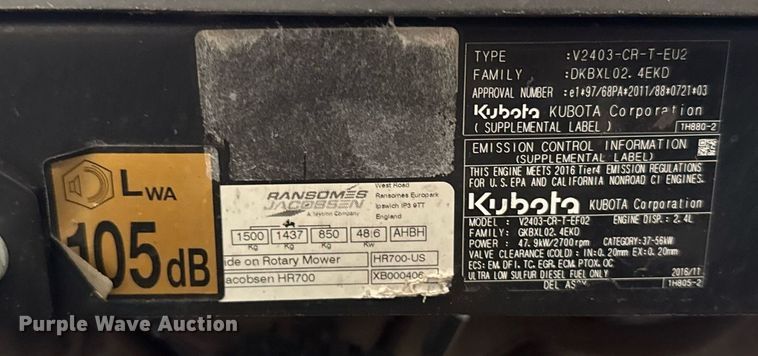 LWA
105dB
RANSOMES
JACOBSEN
A Textron Company
West Road
Ransomes Europark
Ipswich IP3 9TT
England
1500 1437 850 48.6 AHBH
Kg Kg Kg Kw
de on Rotary Mower HR700-US
acobsen HR700 XB000406
TYPE :V2403-CR-T-EU2
FAMILY :DKBXL02.4EKD
APPROVAL NUMBER :e1*97/68PA*2011/88*0721*03
Kubota KUBOTA Corporation
(SUPPLEMENTAL LABEL) 1H880-2
EMISSION CONTROL INFORMATION
(SUPPLEMENTAL LABEL)
THIS ENGINE MEETS 2016 Tier4 EMISSION REGULATIONS
FOR U.S. EPA AND CALIFORNIA NONROAD CI ENGINES.
Kubota KUBOTA Corporation
MODEL: V2403-CR-T-EF02 ENGINE DISP.: 2.4L
FAMILY: GKBXL02.4EKD
POWER: 47.9kW/2700rpm CATEGORY:37-56kW
VALVE CLEARANCE(COLD) IN:0.20mm EX:0.20mm
ECS: EM, DFI, TC, EGR, ECM, PTOX, OC
ULTRA LOW SULFUR DIESEL FUEL ONLY 2016/11
DEL ASSY 1H805-2
Purple Wave Auction